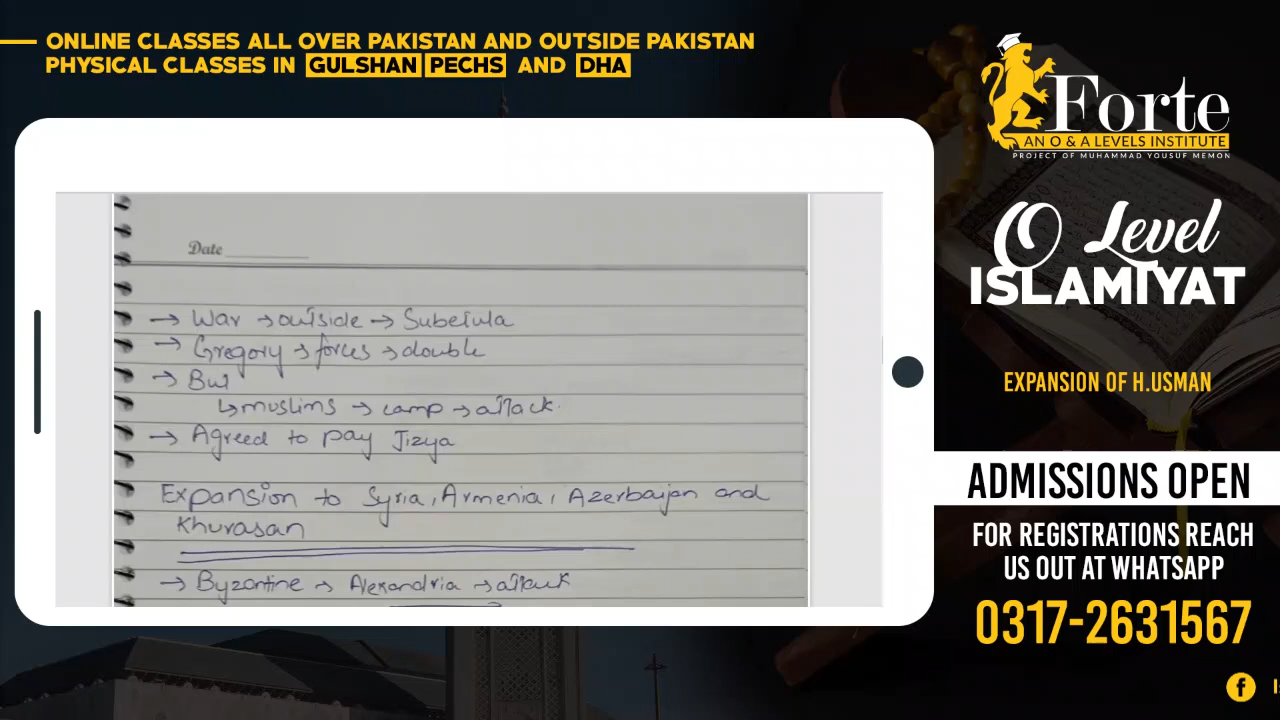 ONLINE CLASSES ALL OVER PAKISTAN AND OUTSIDE PAKISTAN
PHYSICAL CLASSES IN GULSHAN PECHS AND DHA
Forte
AN O & A LEVELS INSTITUTE
PROJECT OF MUHAMMAD YOUSUF MEMON
O Level
ISLAMIYAT
EXPANSION OF H.USMAN
ADMISSIONS OPEN
FOR REGISTRATIONS REACH
US OUT AT WHATSAPP
0317-2631567
Date
→ War → outside → Subetula
→ Gregory → forces → double
→ But
↳ muslims → camp → attack.
→ Agreed to pay Jizya
Expansion to Syria, Armenia, Azerbaijan and
Khurasan
→ Byzantine → Alexandria → attack